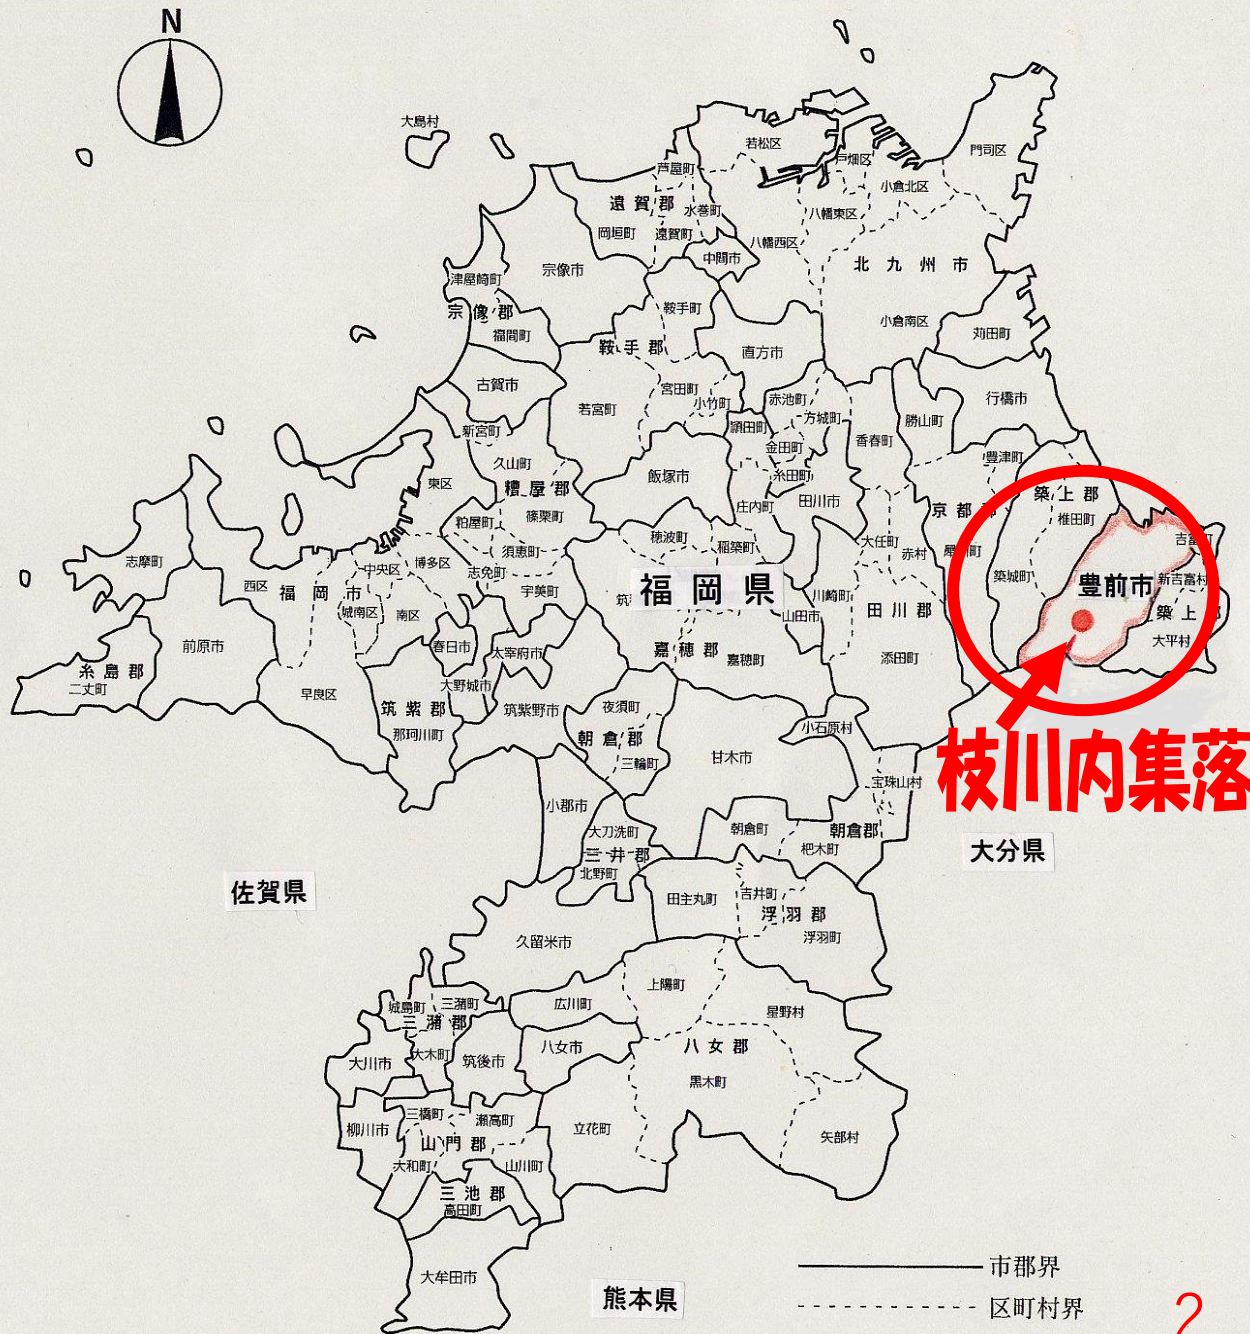 N
大島村
若松区
戸畑区
門司区
芦屋町
小倉北区
遠賀郡
水巻町
八幡東区
岡垣町
遠賀町
八幡西区
中間市
宗像市
北九州市
津屋崎町
宗像郡
鞍手町
福間町
小倉南区
苅田町
鞍手郡
直方市
古賀市
宮田町
小竹町
赤池町
行橋市
若宮町
方城町
勝山町
頴田町
新宮町
香春町
金田町
久山町
豊津町
飯塚市
糸田町
東区
糟屋郡
築上郡
庄内町
田川市
京都
椎田町
粕屋町
篠栗町
穂波町
稲築町
大任町
赤村
吉富町
須恵町
志摩町
中央区
博多区
志免町
築城町
新吉富村
西区
福岡市
宇美町
福岡県
川崎町
豊前市
城南区
南区
山田市
田川郡
築上郡
前原市
春日市
太宰府市
嘉穂郡
嘉穂町
添田町
大平村
糸島郡
二丈町
早良区
大野城市
筑紫郡
筑紫野市
夜須町
那珂川町
朝倉郡
小石原村
三輪町
甘木市
枝川内集落
宝珠山村
小郡市
大刀洗町
朝倉町
朝倉郡
三井郡
杷木町
大分県
北野町
佐賀県
田主丸町
吉井町
浮羽郡
久留米市
浮羽町
上陽町
城島町
三潴町
広川町
星野村
三潴郡
大川市
大木町
筑後市
八女市
八女郡
黒木町
柳川市
三橋町
瀬高町
立花町
矢部村
山門郡
大和町
山川町
三池郡
高田町
大牟田市
市郡界
熊本県
区町村界
2